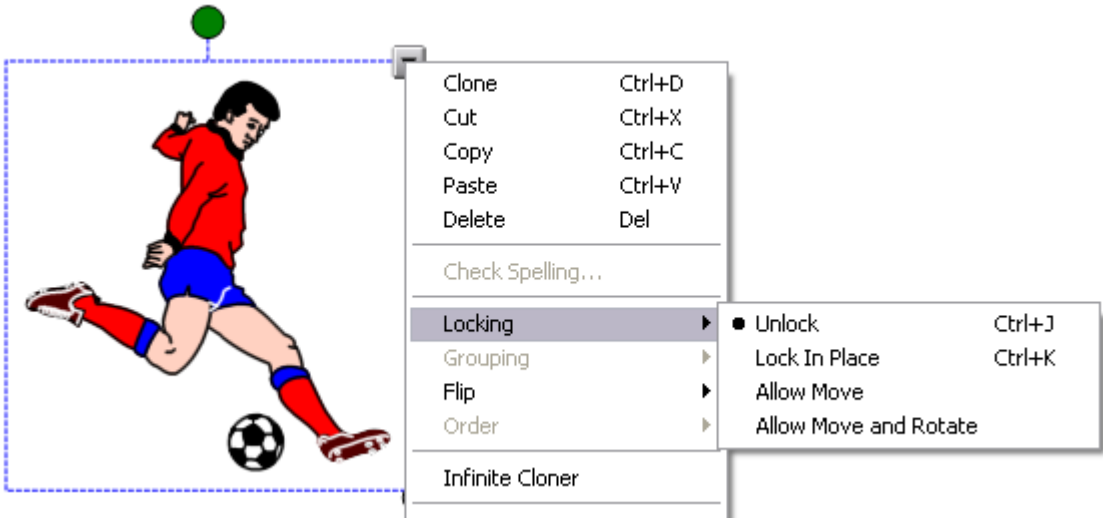 Clone Ctrl+D
Cut Ctrl+X
Copy Ctrl+C
Paste Ctrl+V
Delete Del
Check Spelling...
Locking
Grouping
Flip
Order
Infinite Cloner
Unlock Ctrl+J
Lock In Place Ctrl+K
Allow Move
Allow Move and Rotate